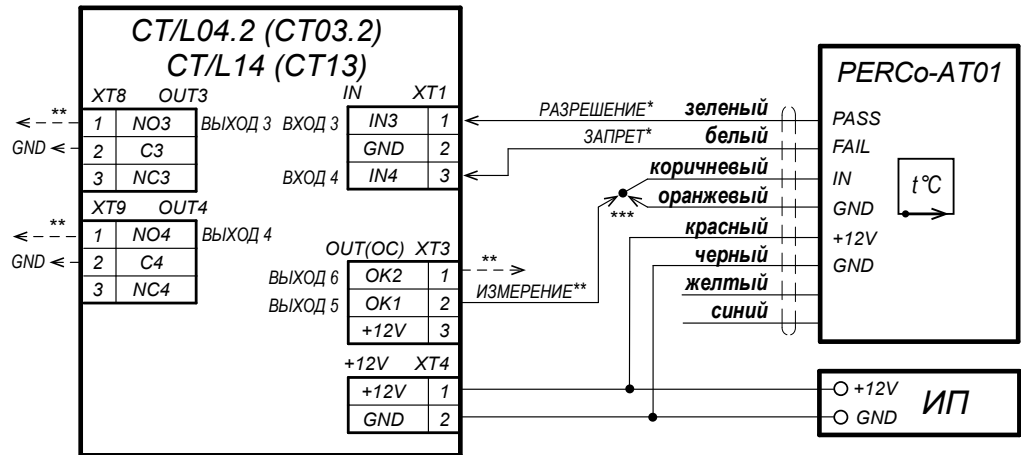 CT/L04.2 (CT03.2)
CT/L14 (CT13)
XT8 OUT3
1 NO3 ВЫХОД 3
2 C3
3 NC3
**
GND
XT9 OUT4
1 NO4 ВЫХОД 4
2 C4
3 NC4
**
GND
IN XT1
ВХОД 3 IN3 1
GND 2
ВХОД 4 IN4 3
OUT(OC) XT3
ВЫХОД 6 OK2 1
ВЫХОД 5 OK1 2
+12V 3
+12V XT4
+12V 1
GND 2
РАЗРЕШЕНИЕ*
ЗАПРЕТ*
**
ИЗМЕРЕНИЕ**
***
зеленый
белый
коричневый
оранжевый
красный
черный
желтый
синий
PERCo-AT01
PASS
FAIL
IN
GND
+12V
GND
t°C
+12V
GND
ИП